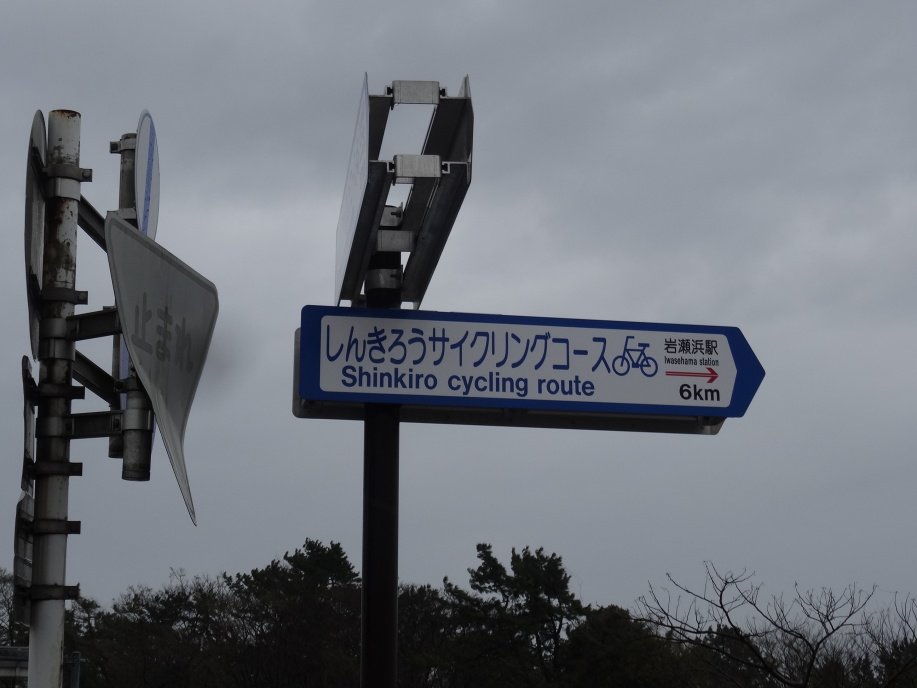 止まれ
しんきろうサイクリングコース
Shinkiro cycling route
岩瀬浜駅
Iwasehama station
6km